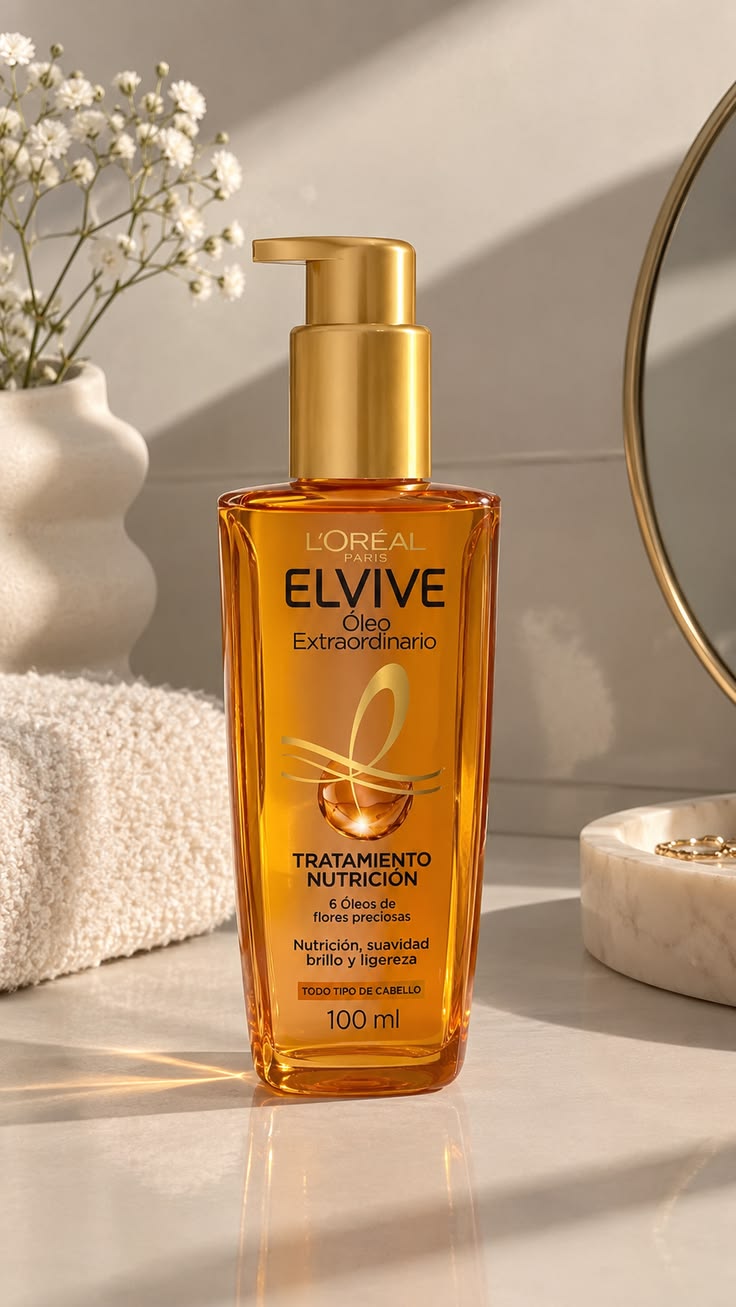 L'ORÉAL
PARIS
ELVIVE
Óleo
Extraordinario
TRATAMIENTO
NUTRICIÓN
6 Óleos de
flores preciosas
Nutrición, suavidad
brillo y ligereza
TODO TIPO DE CABELLO
100 ml